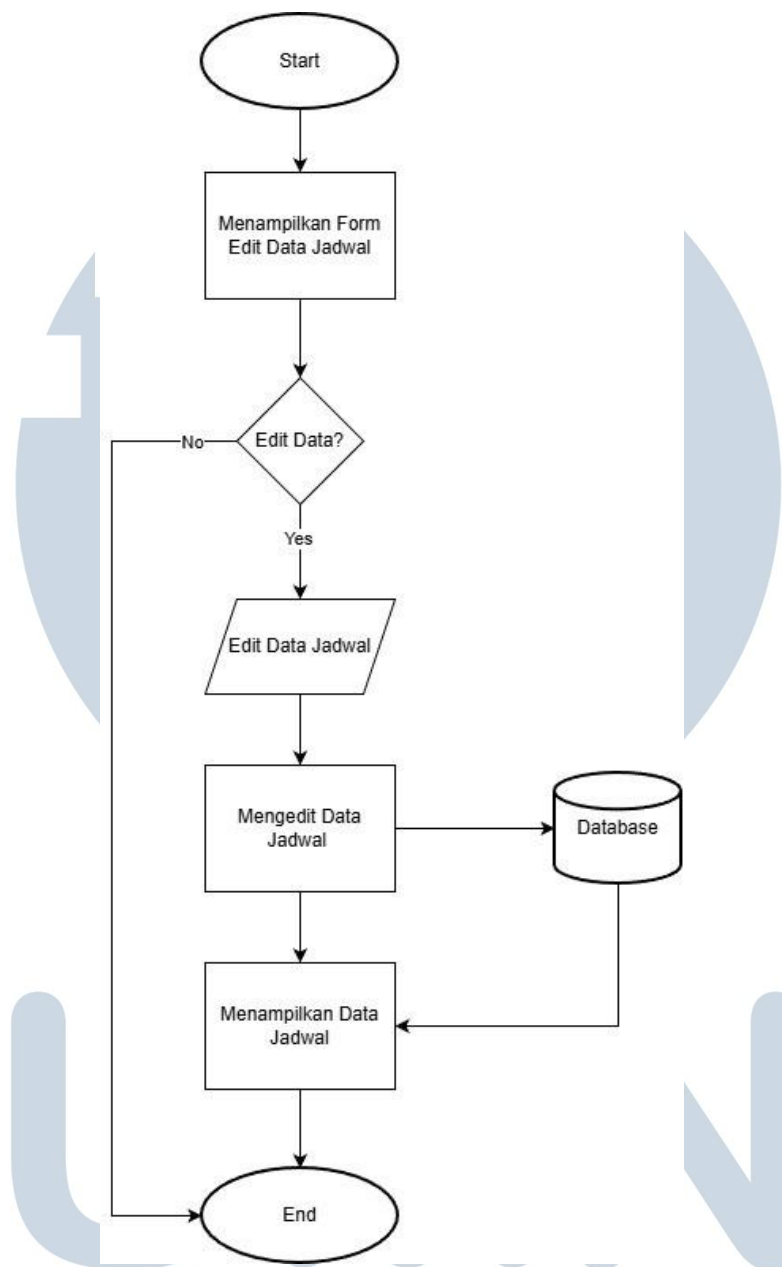 Start
Menampilkan Form
Edit Data Jadwal
Edit Data?
No
Yes
Edit Data Jadwal
Mengedit Data
Jadwal
Database
Menampilkan Data
Jadwal
End